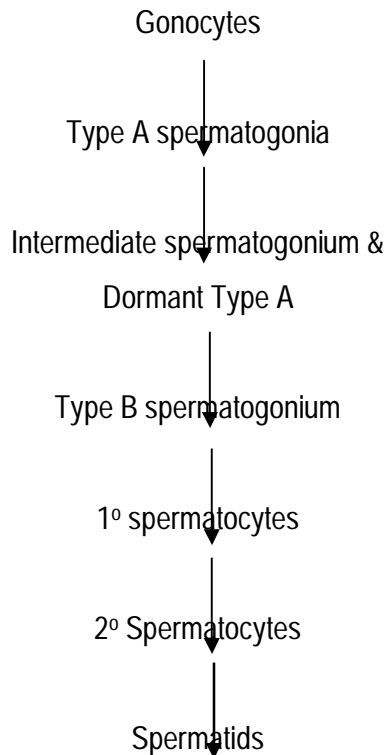 Gonocytes
Type A spermatogonia
Intermediate spermatogonium &
Dormant Type A
Type B spermatogonium
1º spermatocytes
2º Spermatocytes
Spermatids